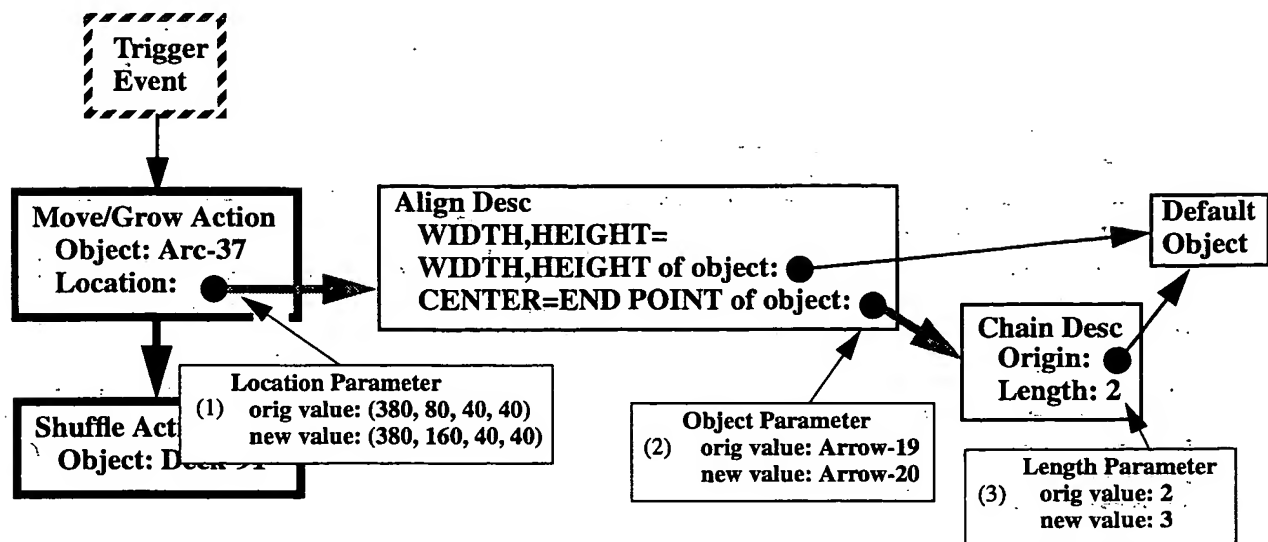 Trigger
Event
Move/Grow Action
Object: Arc-37
Location:
Align Desc
WIDTH,HEIGHT=
WIDTH,HEIGHT of object:
CENTER=END POINT of object:
Default
Object
Chain Desc
Origin:
Length: 2
Shuffle Acti
Object:
Location Parameter
(1) orig value: (380, 80, 40, 40)
new value: (380, 160, 40, 40)
Object Parameter
(2) orig value: Arrow-19
new value: Arrow-20
Length Parameter
(3) orig value: 2
new value: 3